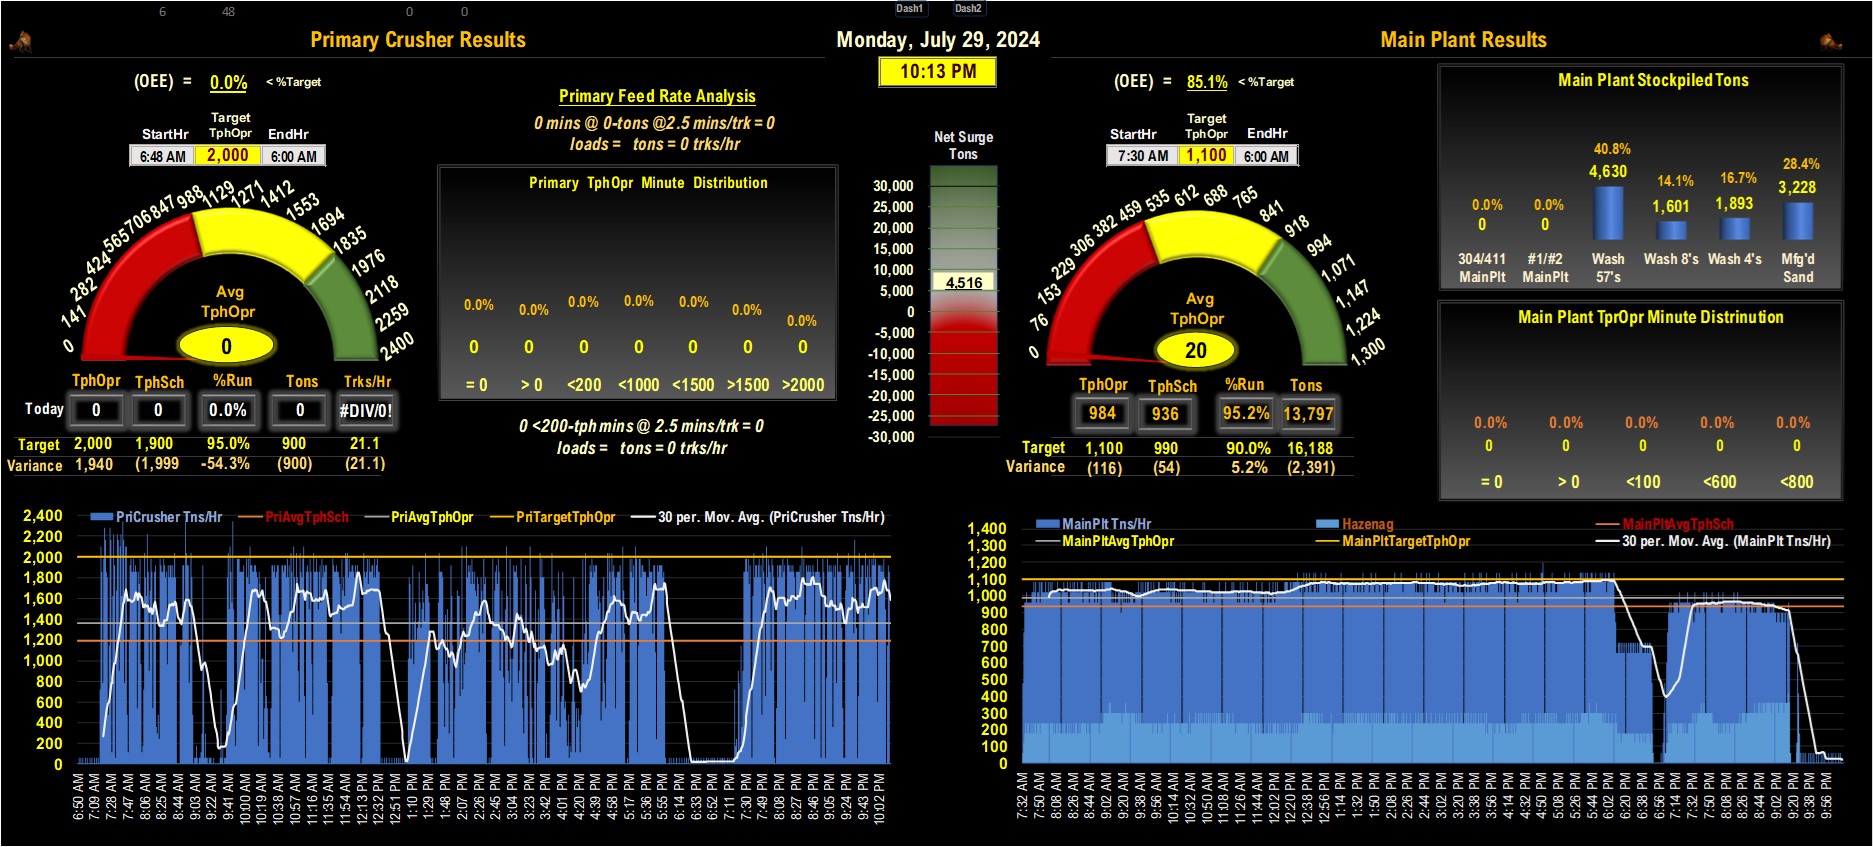 6 48 0 0 Dash1 Dash2
Primary Crusher Results
Monday, July 29, 2024
Main Plant Results
10:13 PM
(OEE) = 0.0% < %Target
StartHr Target TphOpr EndHr
6:48 AM 2,000 6:00 AM
0 141 282 424 565 706 847 988 1129 1271 1412 1553 1694 1835 1976 2118 2259 2400
Avg
TphOpr
0
TphOpr TphSch %Run Tons Trks/Hr
Today 0 0 0.0% 0 #DIV/0!
Target 2,000 1,900 95.0% 900 21.1
Variance 1,940 (1,999 -54.3% (900) (21.1)
Primary Feed Rate Analysis
0 mins @ 0-tons @2.5 mins/trk = 0
loads = tons = 0 trks/hr
Primary TphOpr Minute Distribution
0.0% 0.0% 0.0% 0.0% 0.0% 0.0% 0.0%
0 0 0 0 0 0 0
= 0 > 0 <200 <1000 <1500 >1500 >2000
0 <200-tph mins @ 2.5 mins/trk = 0
loads = tons = 0 trks/hr
Net Surge
Tons
30,000
25,000
20,000
15,000
10,000
4,516
5,000
0
-5,000
-10,000
-15,000
-20,000
-25,000
-30,000
(OEE) = 85.1% < %Target
StartHr Target TphOpr EndHr
7:30 AM 1,100 6:00 AM
0 76 153 229 306 382 459 535 612 688 765 841 918 994 1,071 1,147 1,224 1,300
Avg
TphOpr
20
TphOpr TphSch %Run Tons
984 936 95.2% 13,797
Target 1,100 990 90.0% 16,188
Variance (116) (54) 5.2% (2,391)
Main Plant Stockpiled Tons
0.0% 0.0% 40.8% 14.1% 16.7% 28.4%
0 0 4,630 1,601 1,893 3,228
304/411 MainPlt #1/#2 MainPlt Wash 57's Wash 8's Wash 4's Mfg'd Sand
Main Plant TprOpr Minute Distrinution
0.0% 0.0% 0.0% 0.0% 0.0%
0 0 0 0 0
= 0 > 0 <100 <600 <800
PriCrusher Tns/Hr PriAvgTphSch PriAvgTphOpr PriTargetTphOpr 30 per. Mov. Avg. (PriCrusher Tns/Hr)
2,400
2,200
2,000
1,800
1,600
1,400
1,200
1,000
800
600
400
200
0
6:50 AM 7:09 AM 7:28 AM 7:47 AM 8:06 AM 8:25 AM 8:44 AM 9:03 AM 9:22 AM 9:41 AM 10:00 AM 10:19 AM 10:38 AM 10:57 AM 11:16 AM 11:35 AM 11:54 AM 12:13 PM 12:32 PM 12:51 PM 1:10 PM 1:29 PM 1:48 PM 2:07 PM 2:26 PM 2:45 PM 3:04 PM 3:23 PM 3:42 PM 4:01 PM 4:20 PM 4:39 PM 4:58 PM 5:17 PM 5:36 PM 5:55 PM 6:14 PM 6:33 PM 6:52 PM 7:11 PM 7:30 PM 7:49 PM 8:08 PM 8:27 PM 8:46 PM 9:05 PM 9:24 PM 9:43 PM 10:02 PM
MainPlt Tns/Hr Hazenag MainPltAvgTphSch
MainPltAvgTphOpr MainPltTargetTphOpr 30 per. Mov. Avg. (MainPlt Tns/Hr)
1,400
1,300
1,200
1,100
1,000
900
800
700
600
500
400
300
200
100
0
7:32 AM 7:50 AM 8:08 AM 8:26 AM 8:44 AM 9:02 AM 9:20 AM 9:38 AM 9:56 AM 10:14 AM 10:32 AM 10:50 AM 11:08 AM 11:26 AM 11:44 AM 12:02 PM 12:20 PM 12:38 PM 12:56 PM 1:14 PM 1:32 PM 1:50 PM 2:08 PM 2:26 PM 2:44 PM 3:02 PM 3:20 PM 3:38 PM 3:56 PM 4:14 PM 4:32 PM 4:50 PM 5:08 PM 5:26 PM 5:44 PM 6:02 PM 6:20 PM 6:38 PM 6:56 PM 7:14 PM 7:32 PM 7:50 PM 8:08 PM 8:26 PM 8:44 PM 9:02 PM 9:20 PM 9:38 PM 9:56 PM